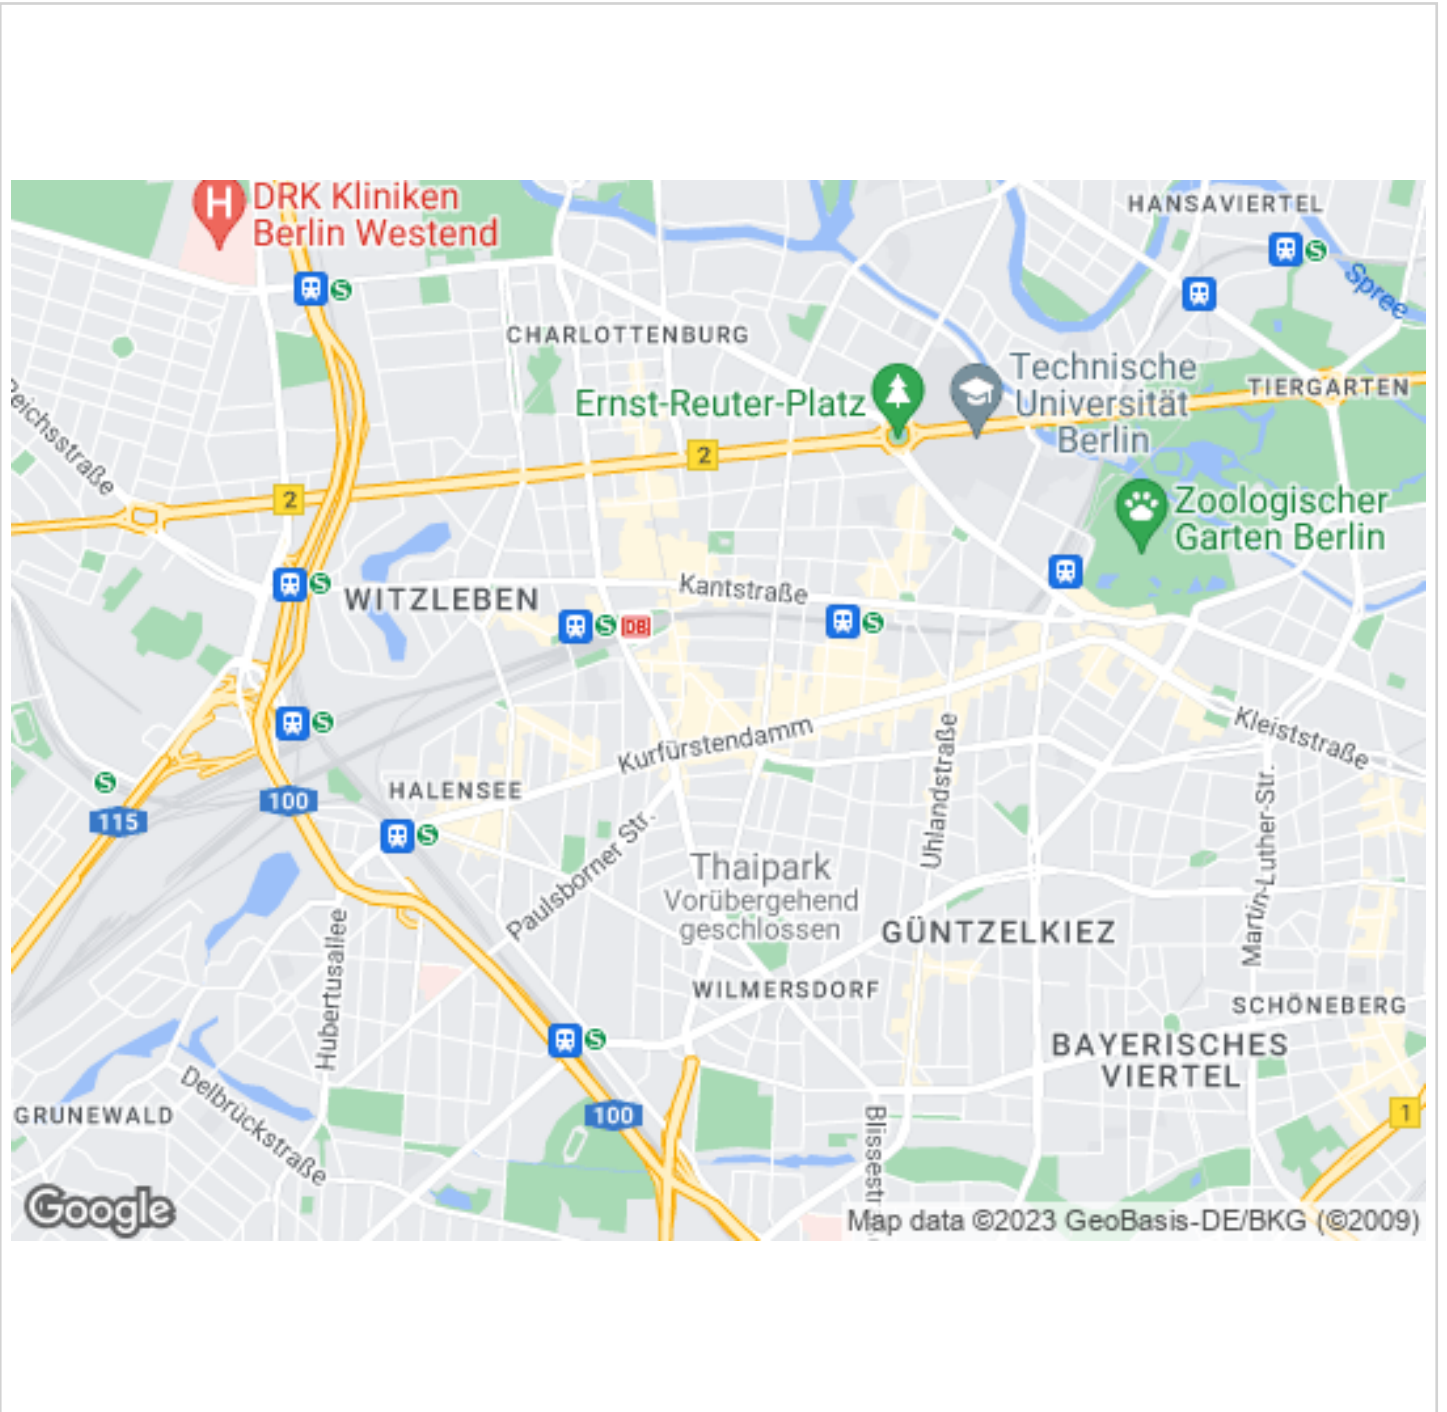 DRK Kliniken
Berlin Westend
HANSAVIERTEL
Spree
CHARLOTTENBURG
Technische
Universität
Berlin
TIERGARTEN
Ernst-Reuter-Platz
Reichsstraße
2
2
Zoologischer
Garten Berlin
Kantstraße
WITZLEBEN
DB
Kurfürstendamm
Kleiststraße
Uhlandstraße
HALENSEE
100
115
Martin-Luther-Str.
Paulsborner Str.
Thaipark
Vorübergehend
geschlossen
GÜNTZELKIEZ
Hubertusallee
WILMERSDORF
SCHÖNEBERG
BAYERISCHES
VIERTEL
Delbrückstraße
GRUNEWALD
100
1
Blissestr
Google
Map data ©2023 GeoBasis-DE/BKG (©2009)